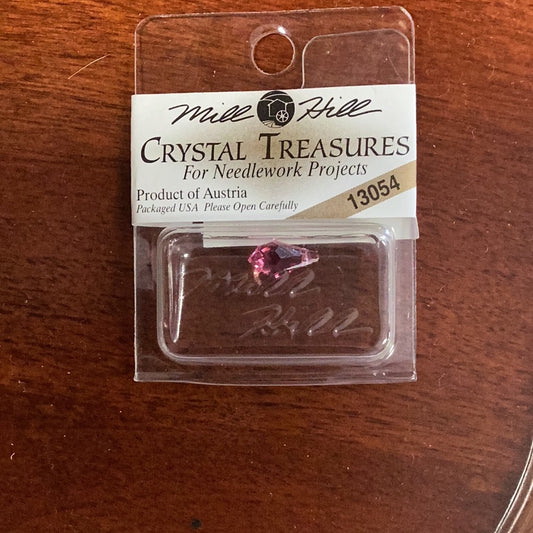 Mill Hill
CRYSTAL TREASURES
For Needlework Projects
Product of Austria
Packaged USA Please Open Carefully
13054
Mill
Hill